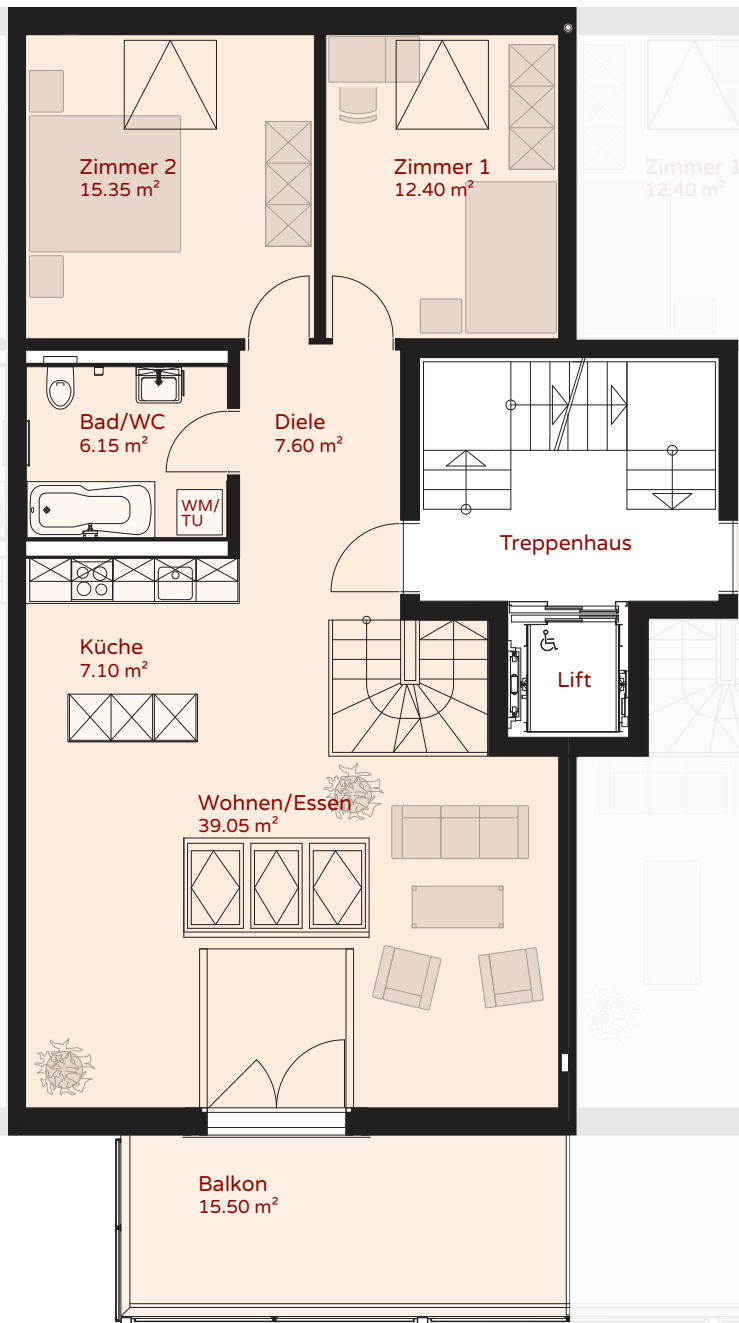 Zimmer 2
15.35 m²
Zimmer 1
12.40 m²
Zimmer 1
12.40 m²
Bad/WC
6.15 m²
Diele
7.60 m²
WM/
TU
Treppenhaus
Küche
7.10 m²
Lift
Wohnen/Essen
39.05 m²
Balkon
15.50 m²